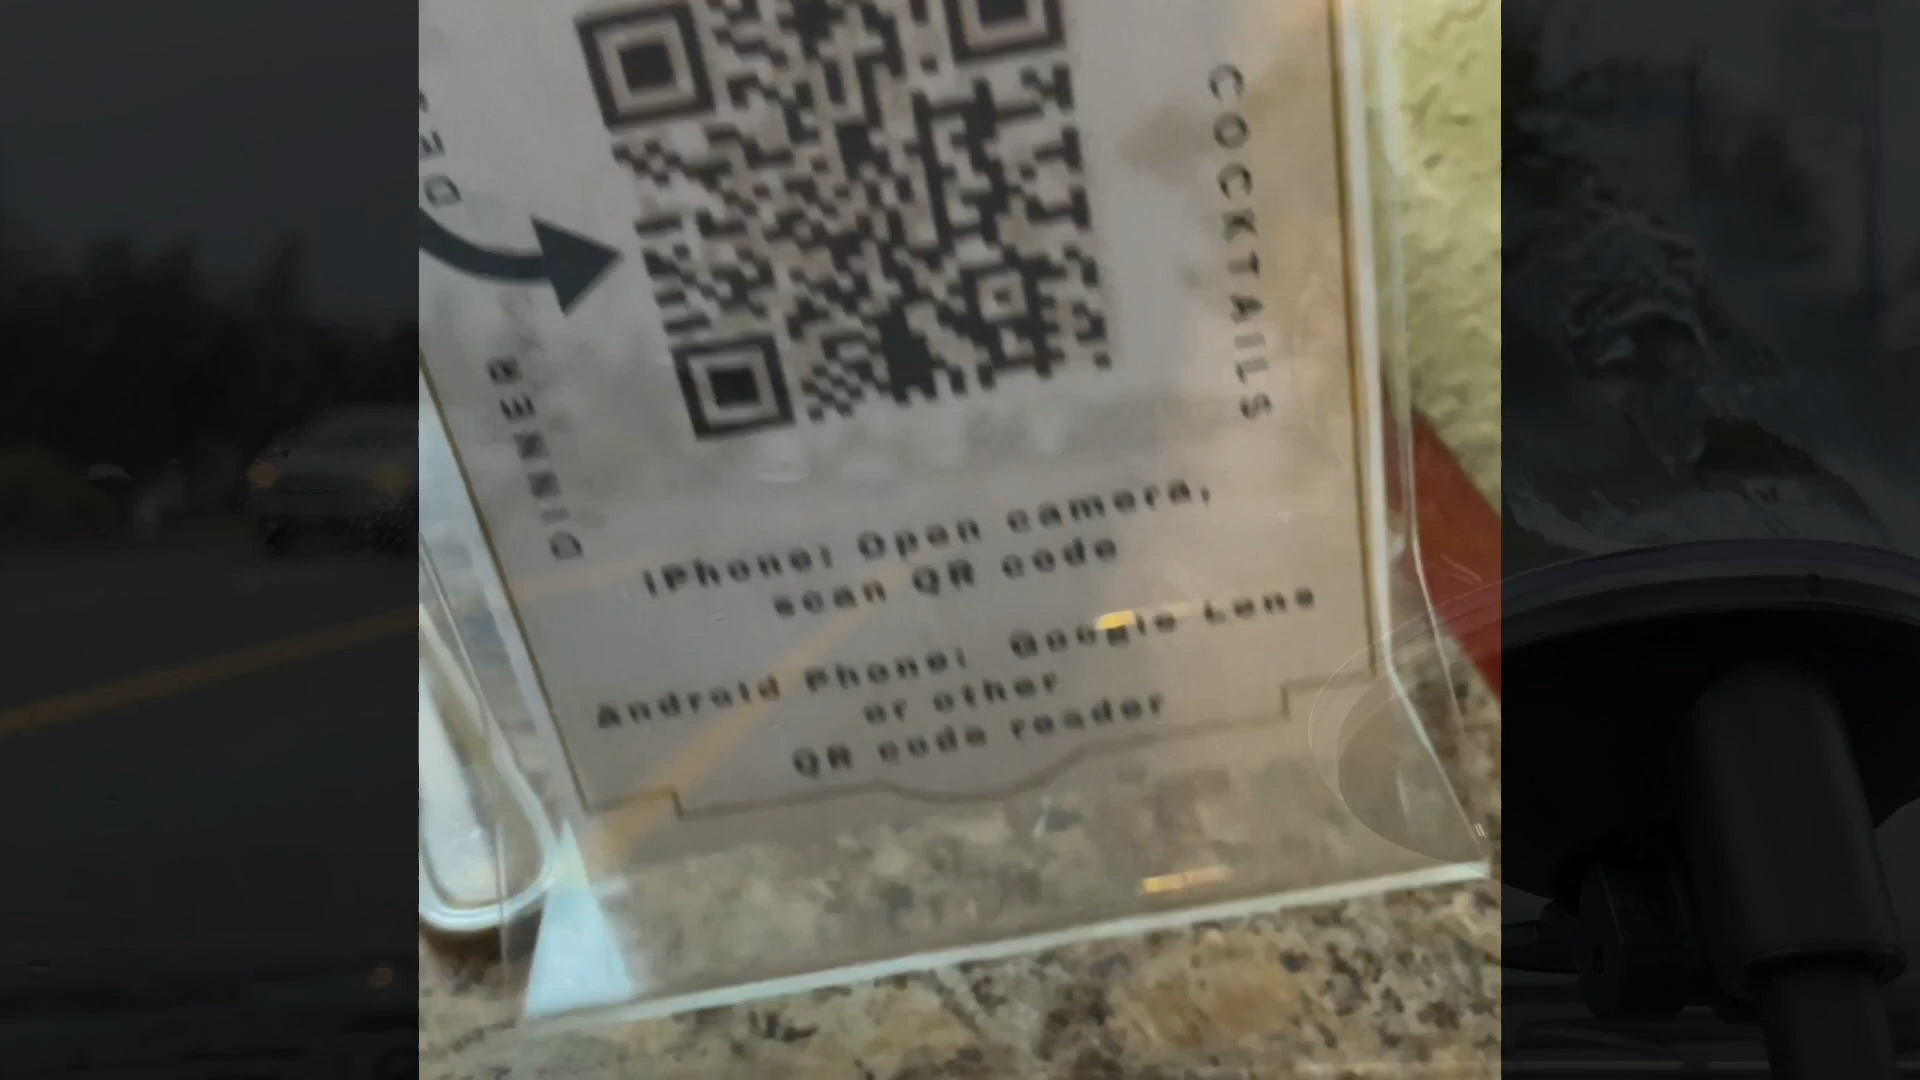 COCKTAILS
DINNER
iPhone: Open camera,
scan QR code
Android Phone: Google Lens
or other
QR code reader